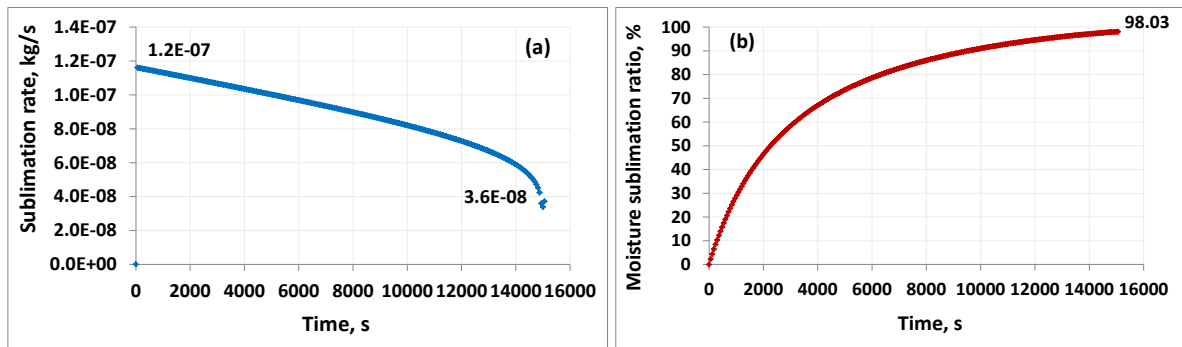 Sublimation rate, kg/s
1.4E-07
1.2E-07
1.0E-07
8.0E-08
6.0E-08
4.0E-08
2.0E-08
0.0E+00
1.2E-07
(a)
3.6E-08
0 2000 4000 6000 8000 10000 12000 14000 16000
Time, s
Moisture sublimation ratio, %
100
90
80
70
60
50
40
30
20
10
0
(b)
98.03
0 2000 4000 6000 8000 10000 12000 14000 16000
Time, s